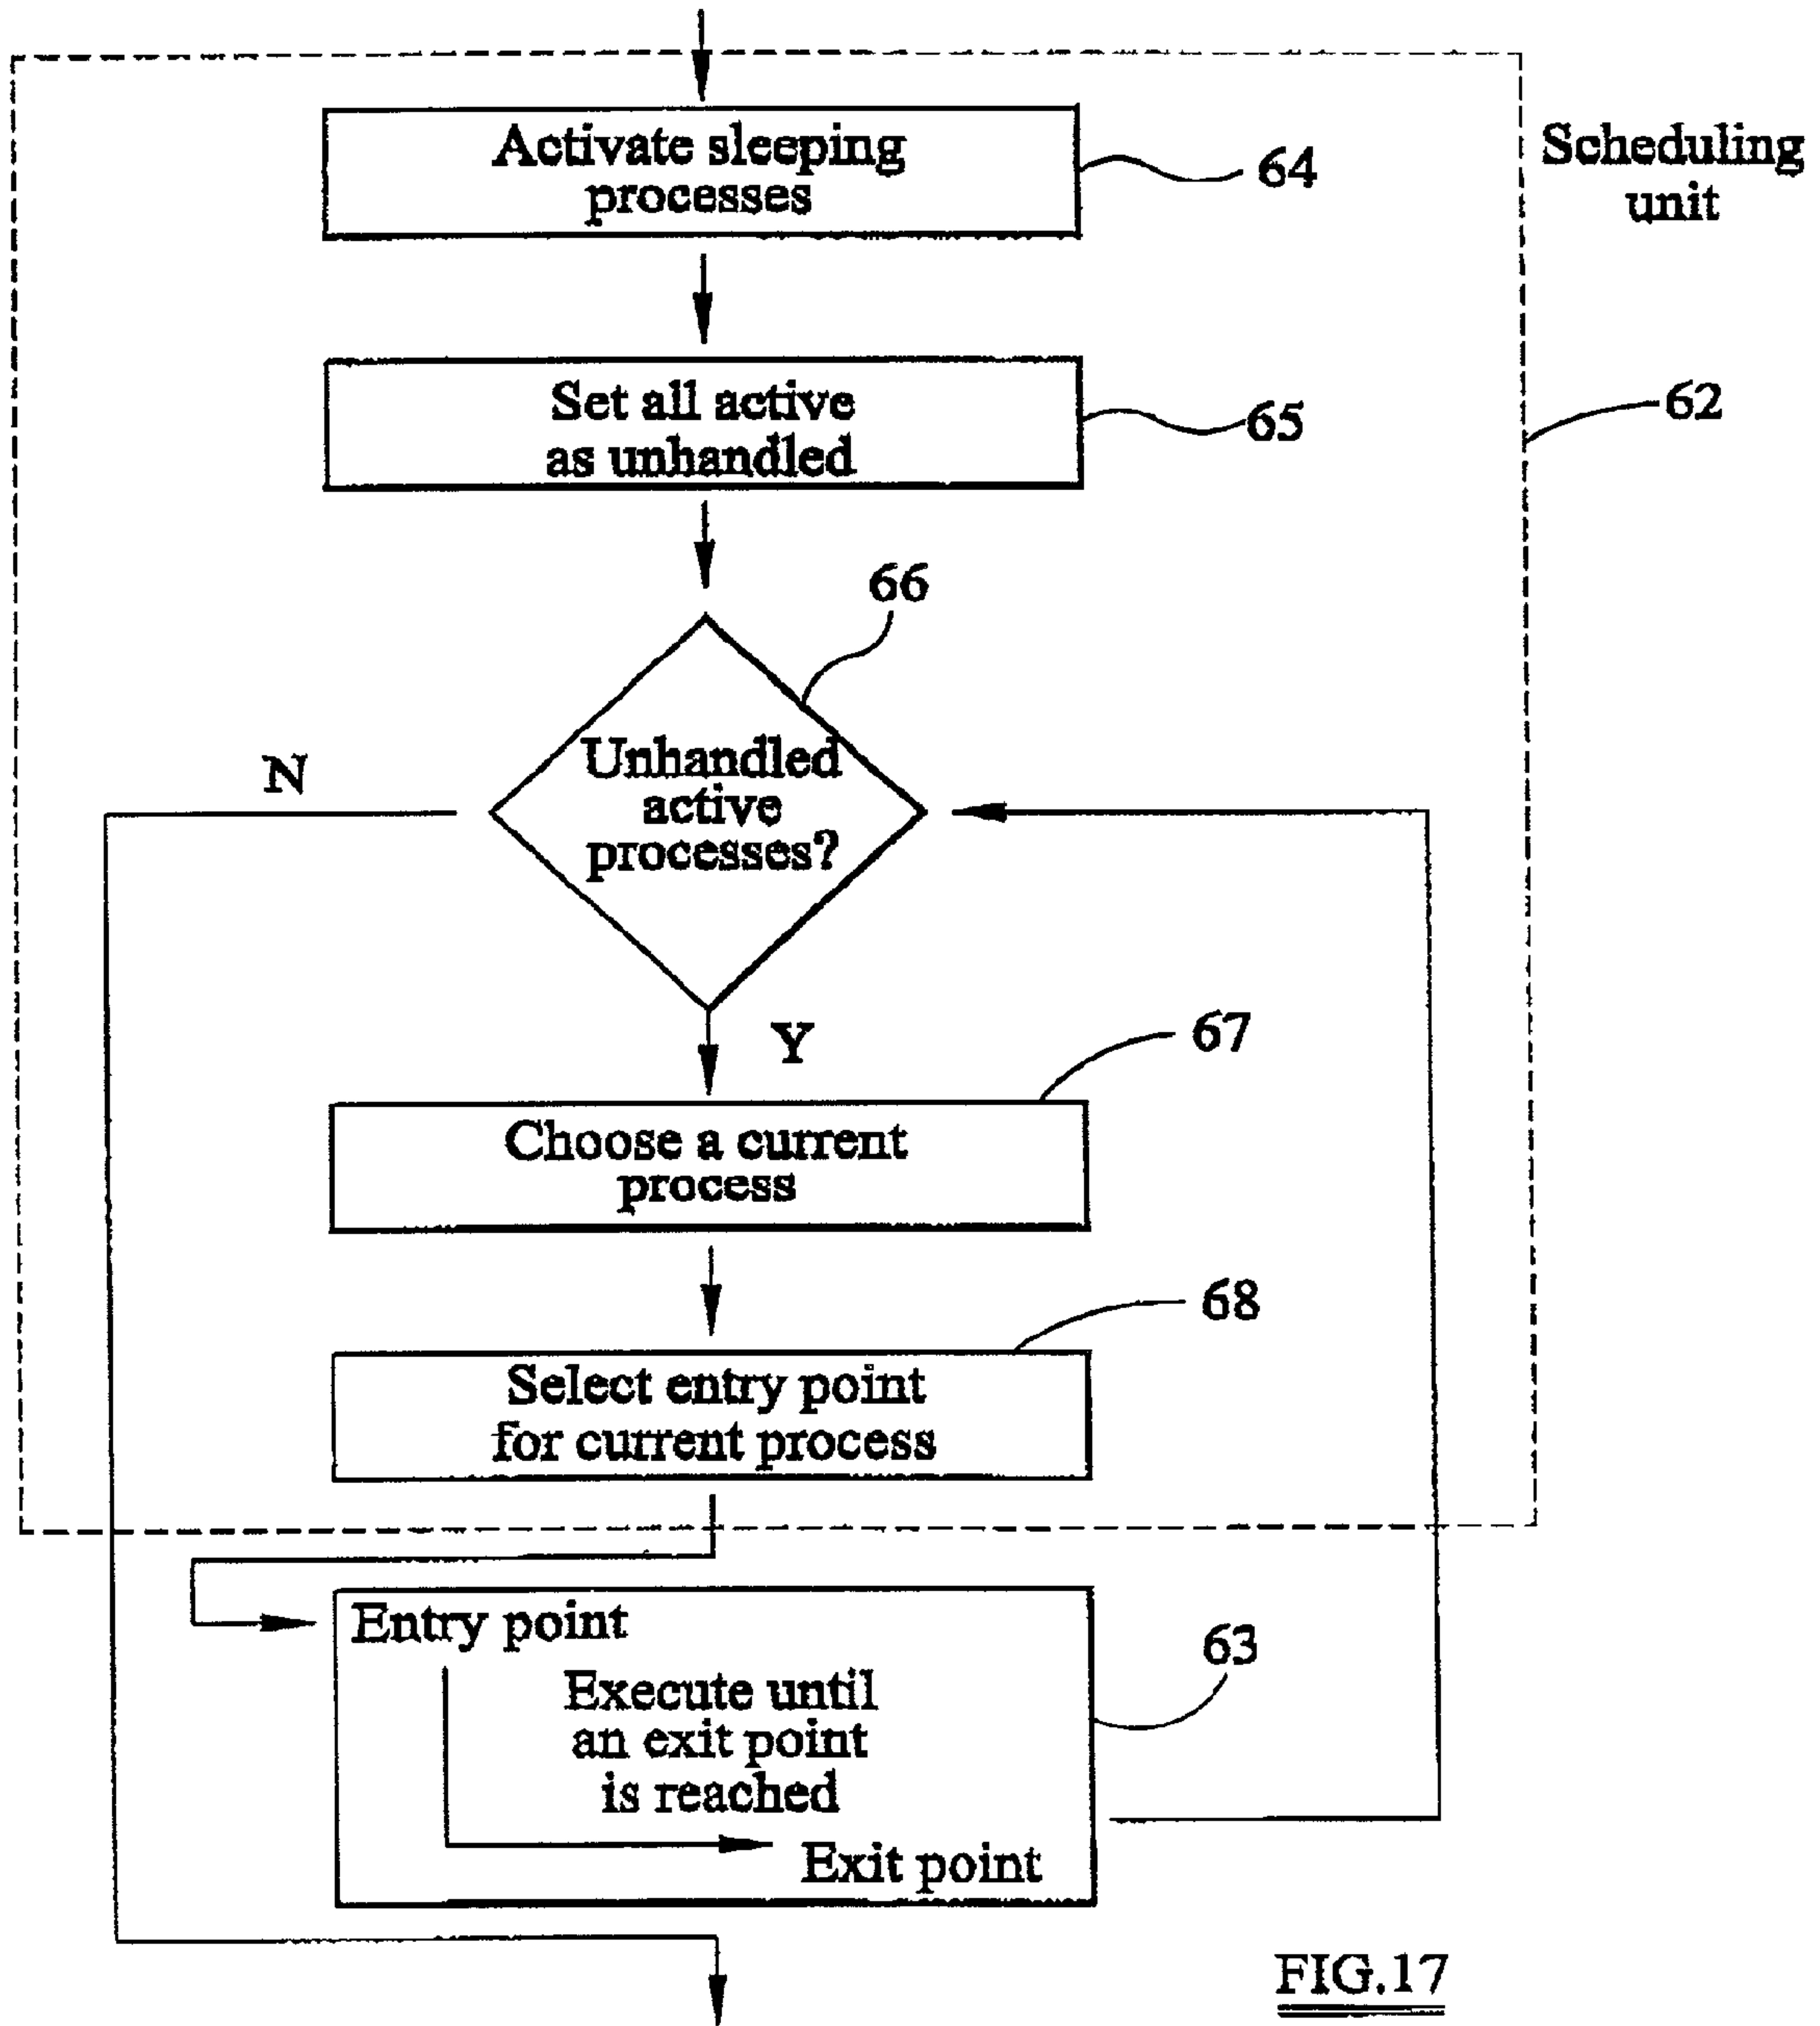 Activate sleeping
processes
64
Scheduling
unit
Set all active
as unhandled
65
62
66
Unhandled
active
processes?
N
Y
67
Choose a current
process
68
Select entry point
for current process
Entry point
63
Execute until
an exit point
is reached
Exit point
FIG.17